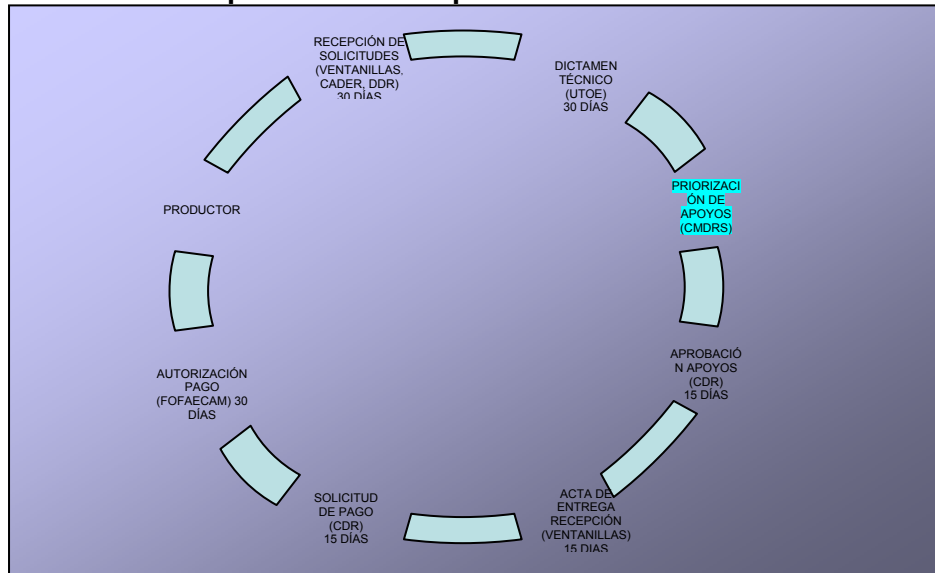 RECEPCIÓN DE
SOLICITUDES
(VENTANILLAS,
CADER, DDR)
30 DÍAS
DICTAMEN
TÉCNICO
(UTOE)
30 DÍAS
PRIORIZACI
ÓN DE
APOYOS
(CMDRS)
APROBACIÓ
N APOYOS
(CDR)
15 DÍAS
ACTA DE
ENTREGA
RECEPCIÓN
(VENTANILLAS)
15 DIAS
SOLICITUD
DE PAGO
(CDR)
15 DÍAS
AUTORIZACIÓN
PAGO
(FOFAECAM) 30
DÍAS
PRODUCTOR